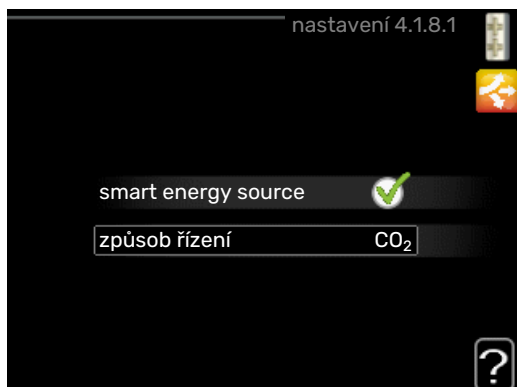 nastavení 4.1.8.1
smart energy source
způsob řízení CO₂
?